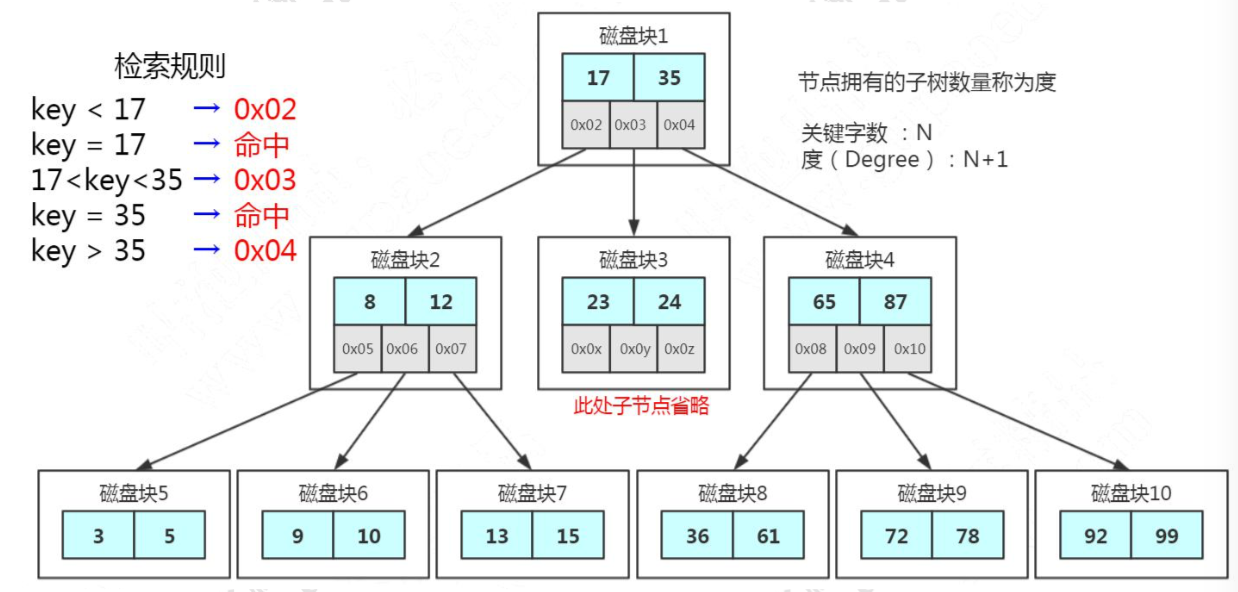 检索规则
key < 17 → 0x02
key = 17 → 命中
17<key<35 → 0x03
key = 35 → 命中
key > 35 → 0x04
磁盘块1
17 35
0x02 0x03 0x04
节点拥有的子树数量称为度
关键字数 ：N
度（Degree）: N+1
磁盘块2
8 12
0x05 0x06 0x07
磁盘块3
23 24
0x0x 0x0y 0x0z
此处子节点省略
磁盘块4
65 87
0x08 0x09 0x10
磁盘块5
3 5
磁盘块6
9 10
磁盘块7
13 15
磁盘块8
36 61
磁盘块9
72 78
磁盘块10
92 99